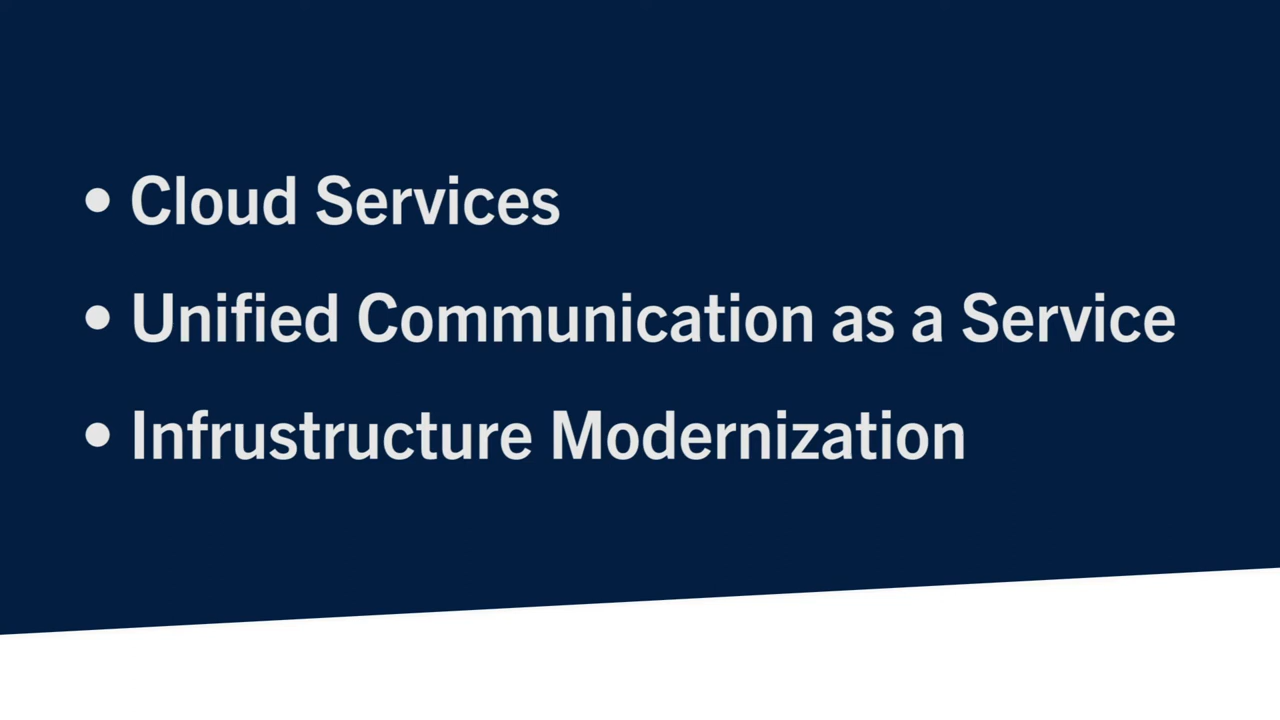 • Cloud Services
• Unified Communication as a Service
• Infrustructure Modernization